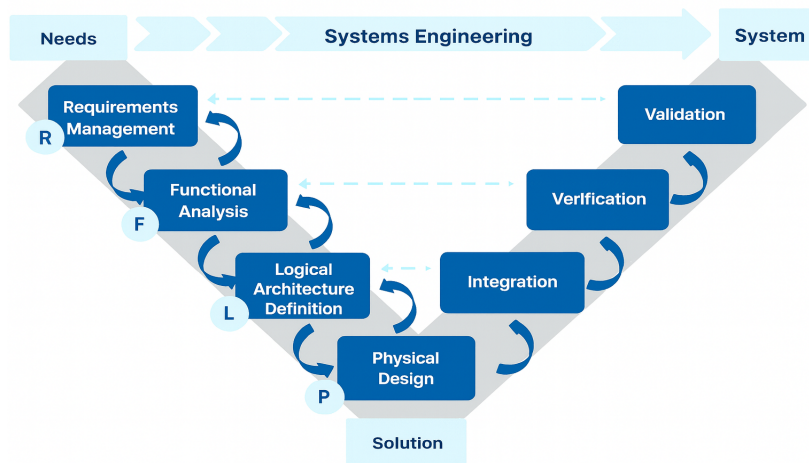 Needs
Systems Engineering
System
Requirements
Management
R
Validation
Functional
Analysis
F
VerIfication
Logical
Architecture
Definition
L
Integration
Physical
Design
P
Solution